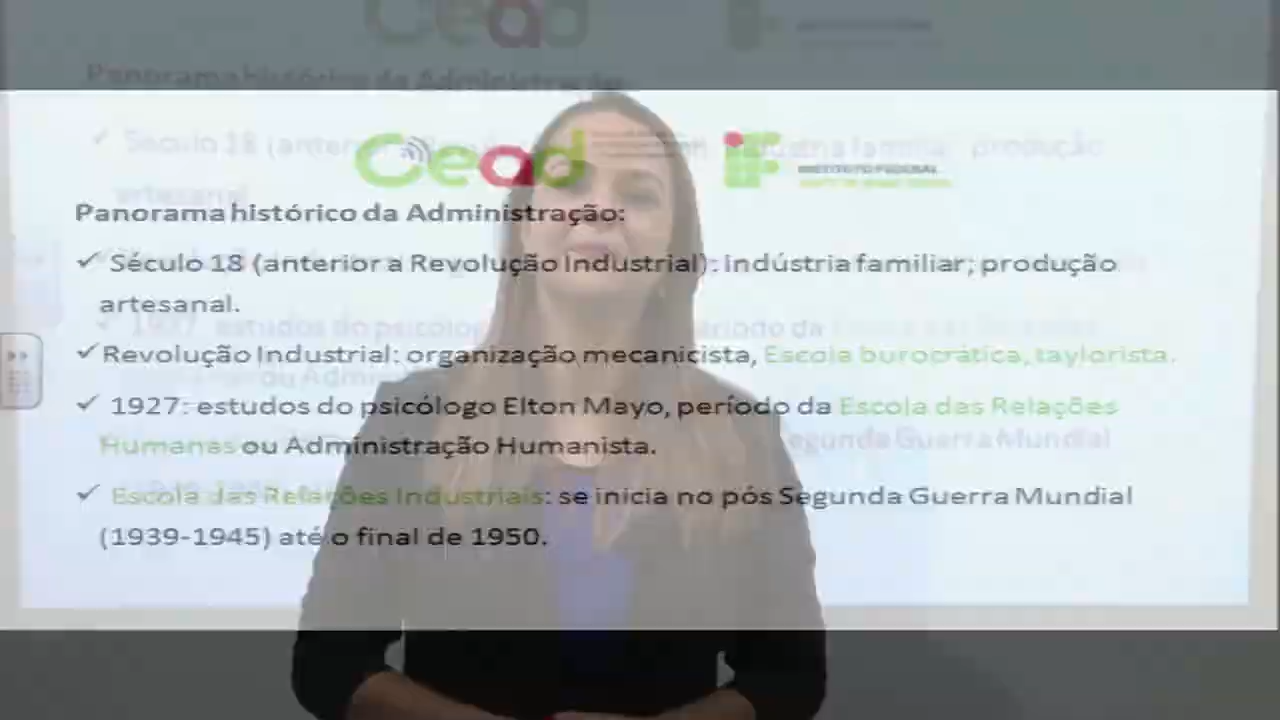 cead
INSTITUTO FEDERAL
Panorama histórico da Administração:
✓ Século 18 (anterior a Revolução Industrial): indústria familiar; produção
artesanal.
✓ Revolução Industrial: organização mecanicista, Escola burocrática, taylorista.
✓ 1927: estudos do psicólogo Elton Mayo, período da Escola das Relações
Humanas ou Administração Humanista.
✓ Escola das Relações Industriais: se inicia no pós Segunda Guerra Mundial
(1939-1945) até o final de 1950.